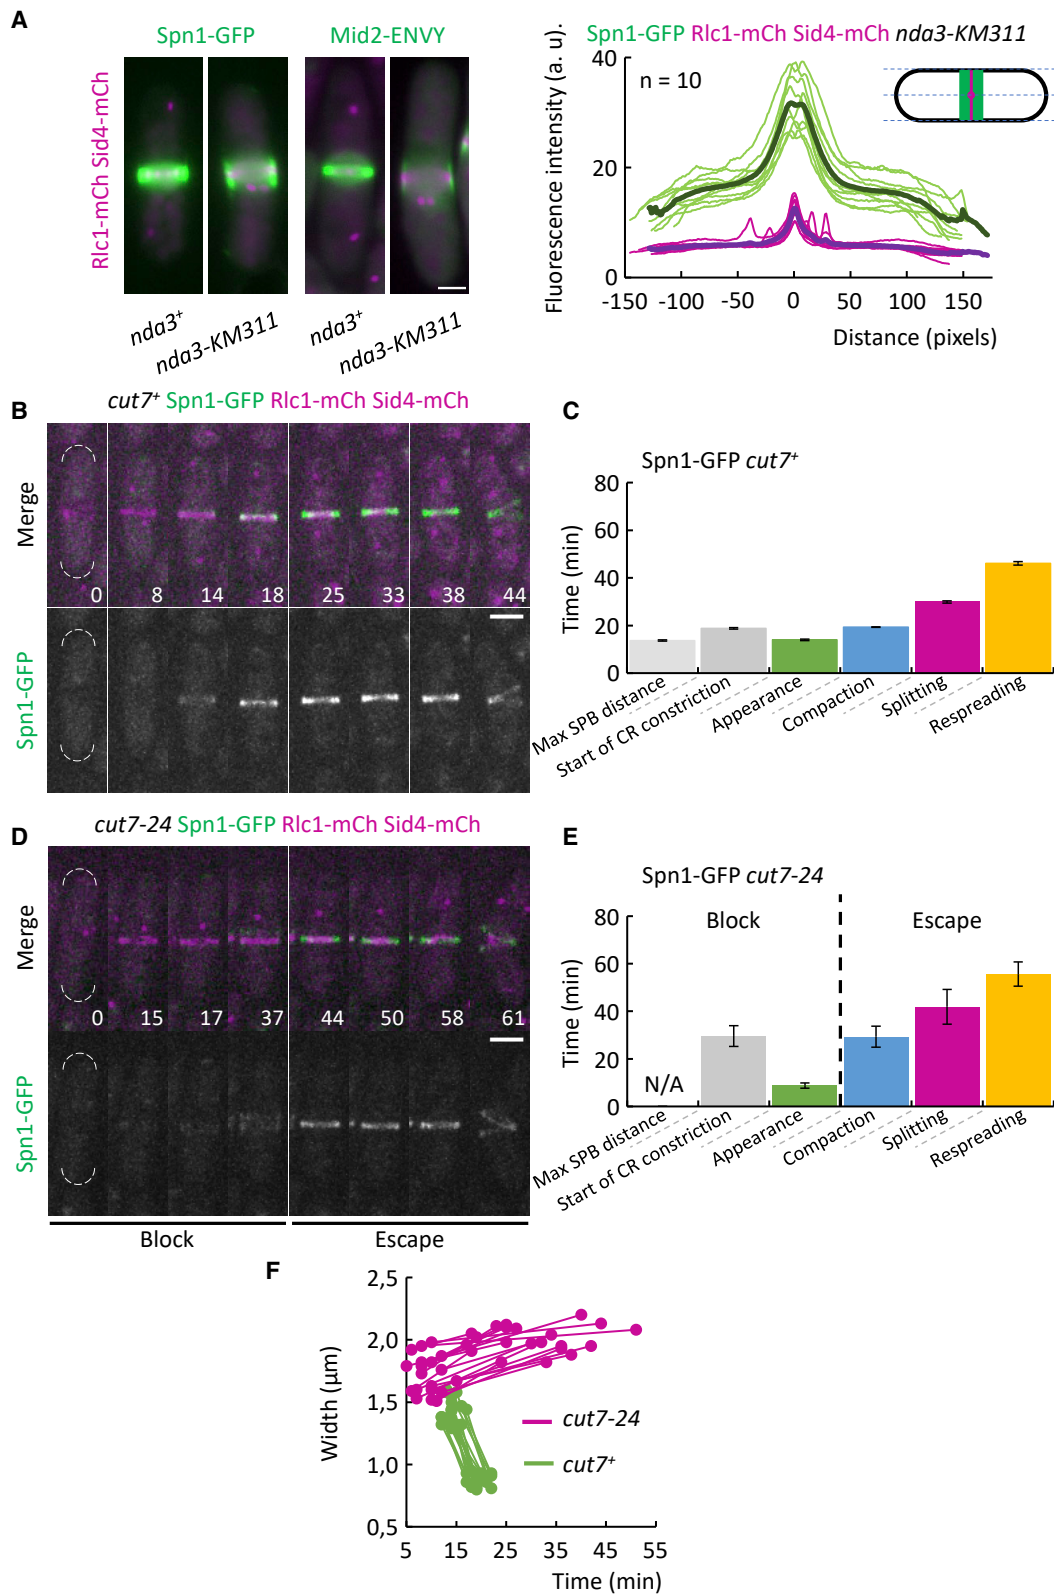 A
Spn1-GFP
Mid2-ENVY
Rlc1-mCh Sid4-mCh
nda3+
nda3-KM311
nda3+
nda3-KM311
Spn1-GFP Rlc1-mCh Sid4-mCh nda3-KM311
n = 10
Fluorescence intensity (a. u).
40
20
0
-150 -100 -50 0 50 100 150
Distance (pixels)
B
cut7+ Spn1-GFP Rlc1-mCh Sid4-mCh
Merge
0 8 14 18 25 33 38 44
Spn1-GFP
C
Spn1-GFP cut7+
Time (min)
80
60
40
20
0
Max SPB distance
Start of CR constriction
Appearance
Compaction
Splitting
Respreading
D
cut7-24 Spn1-GFP Rlc1-mCh Sid4-mCh
Merge
0 15 17 37 44 50 58 61
Spn1-GFP
Block
Escape
E
Spn1-GFP cut7-24
Block
Escape
Time (min)
80
60
40
20
0
N/A
Max SPB distance
Start of CR constriction
Appearance
Compaction
Splitting
Respreading
F
Width (µm)
2,5
2,0
1,5
1,0
0,5
cut7-24
cut7+
5 15 25 35 45 55
Time (min)